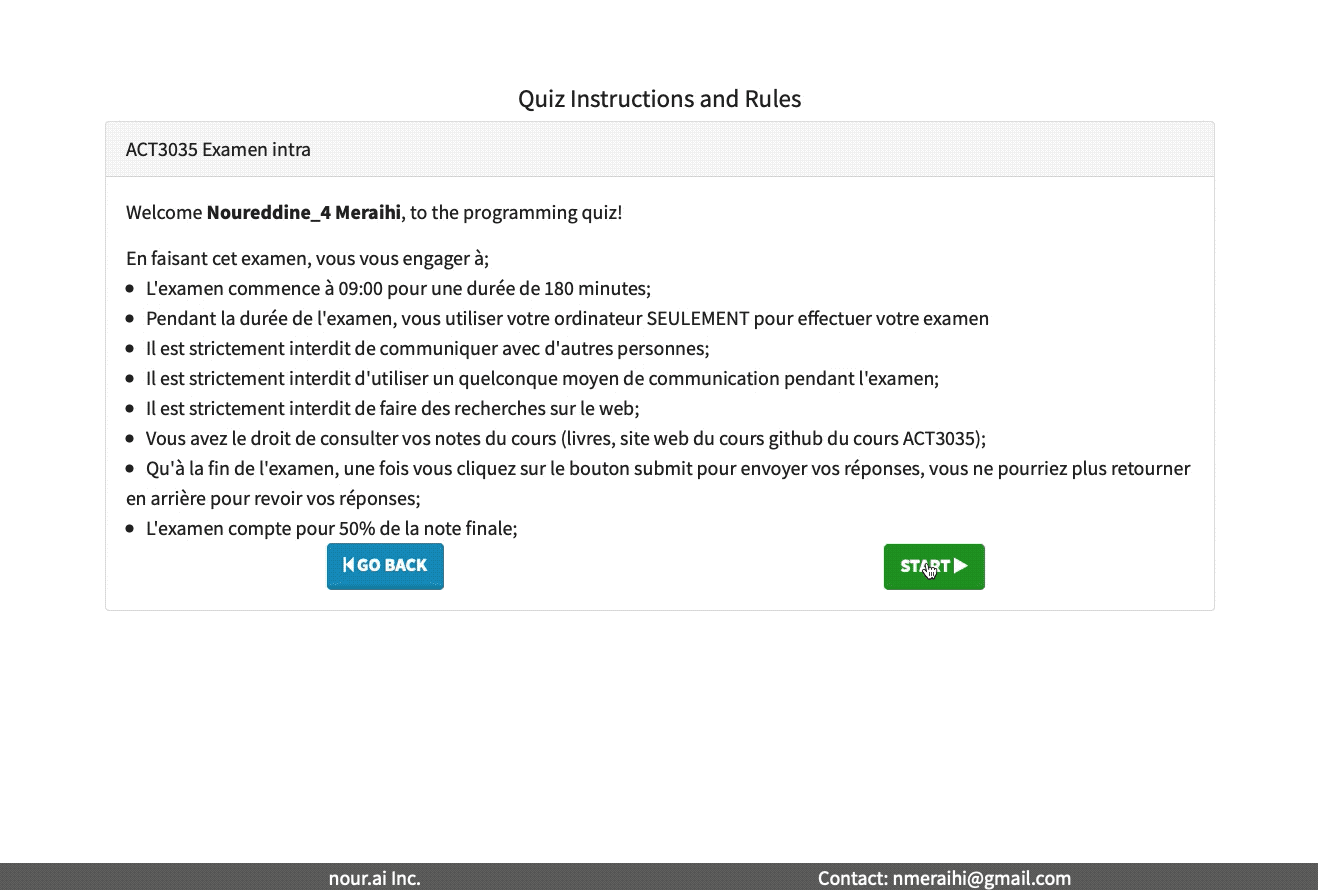 Quiz Instructions and Rules
ACT3035 Examen intra
Welcome Noureddine_4 Meraihi, to the programming quiz!
En faisant cet examen, vous vous engager à;
• L'examen commence à 09:00 pour une durée de 180 minutes;
• Pendant la durée de l'examen, vous utiliser votre ordinateur SEULEMENT pour effectuer votre examen
• Il est strictement interdit de communiquer avec d'autres personnes;
• Il est strictement interdit d'utiliser un quelconque moyen de communication pendant l'examen;
• Il est strictement interdit de faire des recherches sur le web;
• Vous avez le droit de consulter vos notes du cours (livres, site web du cours github du cours ACT3035);
• Qu'à la fin de l'examen, une fois vous cliquez sur le bouton submit pour envoyer vos réponses, vous ne pourriez plus retourner
en arrière pour revoir vos réponses;
• L'examen compte pour 50% de la note finale;
GO BACK START
nour.ai Inc. Contact: nmeraihi@gmail.com